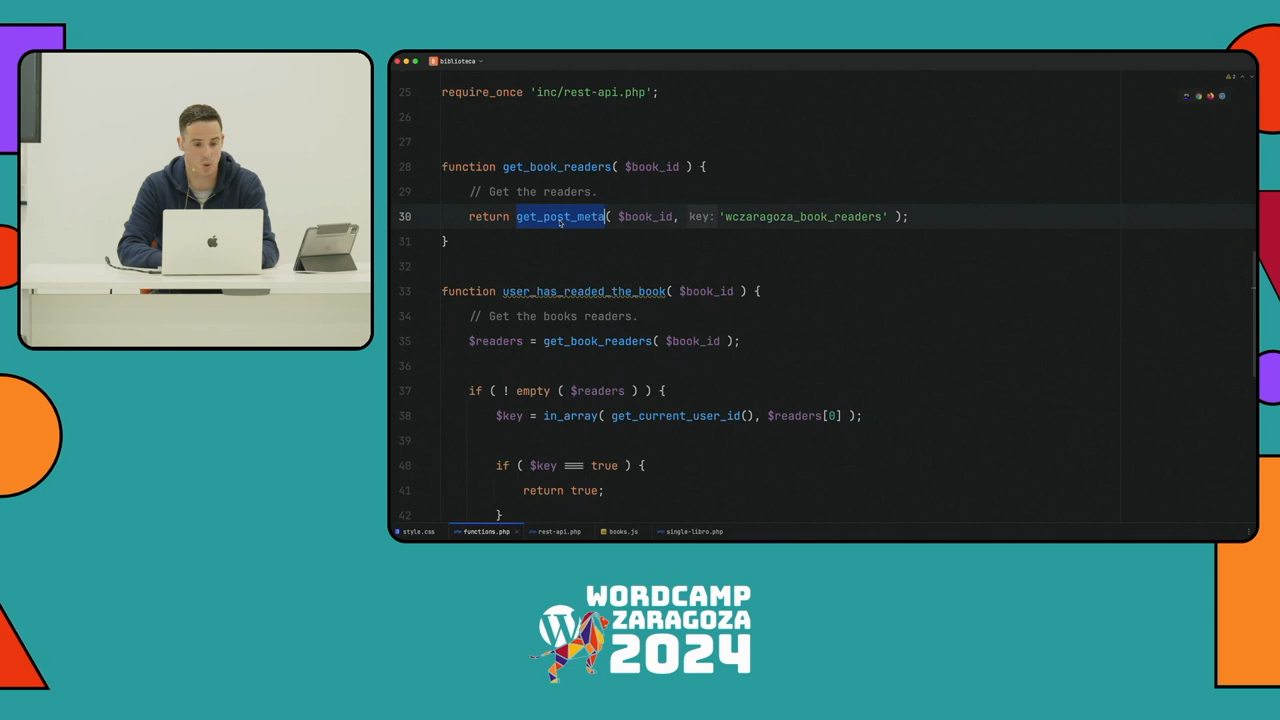 biblioteca
2
25 require_once 'inc/rest-api.php';
26
27
28 function get_book_readers( $book_id ) {
29 // Get the readers.
30 return get_post_meta( $book_id, key: 'wczaragoza_book_readers' );
31 }
32
33 function user_has_readed_the_book( $book_id ) {
34 // Get the books readers.
35 $readers = get_book_readers( $book_id );
36
37 if ( ! empty ( $readers ) ) {
38 $key = in_array( get_current_user_id(), $readers[0] );
39
40 if ( $key === true ) {
41 return true;
42 }
style.css functions.php rest-api.php books.js single-libro.php
WORDCAMP
ZARAGOZA
2024